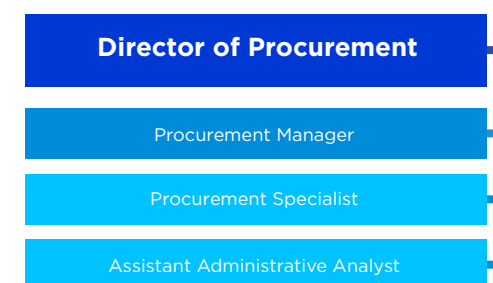 Director of Procurement
Procurement Manager
Procurement Specialist
Assistant Administrative Analyst